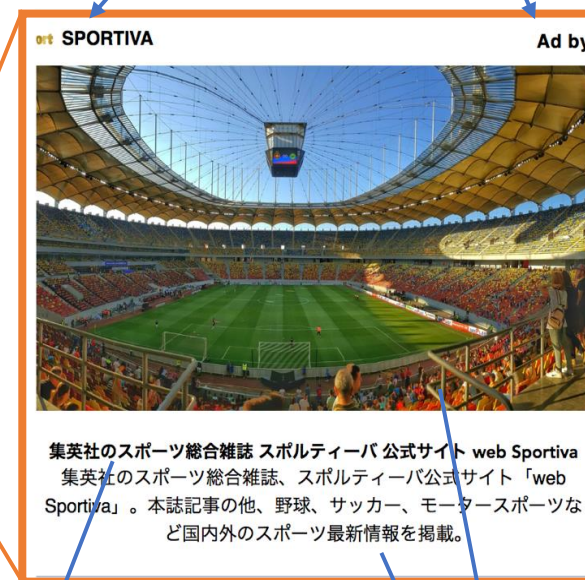 ort SPORTIVA
Ad by
集英社のスポーツ総合雑誌 スポルティーバ 公式サイト web Sportiva
集英社のスポーツ総合雑誌、スポルティーバ公式サイト「web
Sportiva」。本誌記事の他、野球、サッカー、モータースポーツな
ど国内外のスポーツ最新情報を掲載。